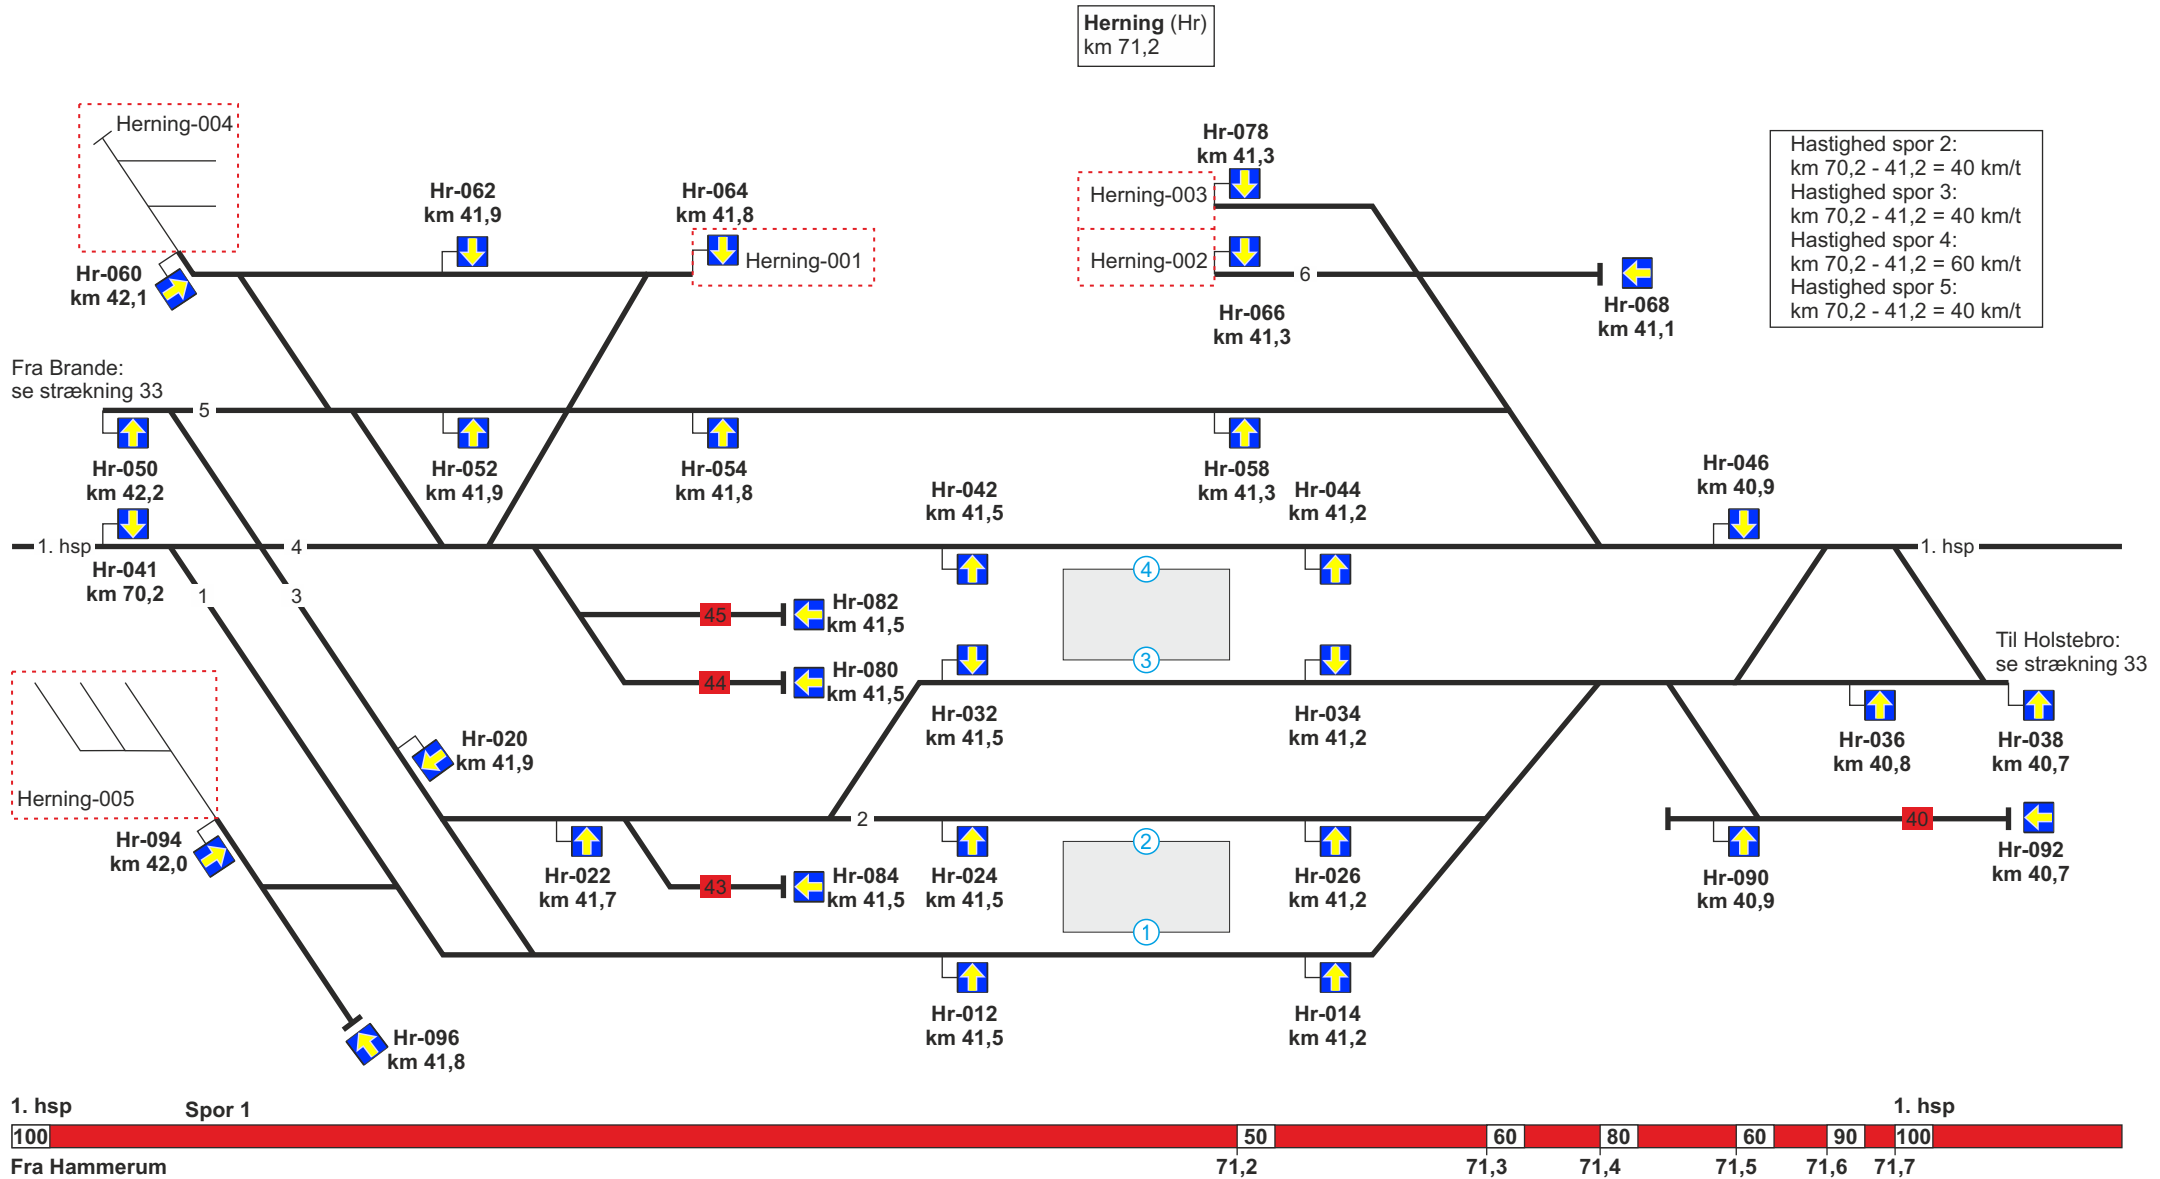 Herning (Hr)
km 71,2
Herning-004
Hr-078
km 41,3
Hastighed spor 2:
km 70,2 - 41,2 = 40 km/t
Hastighed spor 3:
km 70,2 - 41,2 = 40 km/t
Hastighed spor 4:
km 70,2 - 41,2 = 60 km/t
Hastighed spor 5:
km 70,2 - 41,2 = 40 km/t
Hr-062
km 41,9
Hr-064
km 41,8
Herning-003
Hr-060
km 42,1
Herning-001
Herning-002
6
Hr-066
km 41,3
Hr-068
km 41,1
Fra Brande:
se strækning 33
5
Hr-050
km 42,2
Hr-052
km 41,9
Hr-054
km 41,8
Hr-058
km 41,3
Hr-042
km 41,5
Hr-044
km 41,2
Hr-046
km 40,9
1. hsp
4
1. hsp
Hr-041
km 70,2
1
3
4
45
Hr-082
km 41,5
3
Til Holstebro:
se strækning 33
44
Hr-080
km 41,5
Hr-032
km 41,5
Hr-034
km 41,2
Hr-036
km 40,8
Hr-038
km 40,7
Hr-020
km 41,9
Herning-005
2
40
Hr-094
km 42,0
2
Hr-022
km 41,7
43
Hr-084
km 41,5
Hr-024
km 41,5
Hr-026
km 41,2
Hr-090
km 40,9
Hr-092
km 40,7
1
Hr-012
km 41,5
Hr-014
km 41,2
Hr-096
km 41,8
1. hsp
Spor 1
1. hsp
100
50
60
80
60
90
100
Fra Hammerum
71,2
71,3
71,4
71,5
71,6
71,7